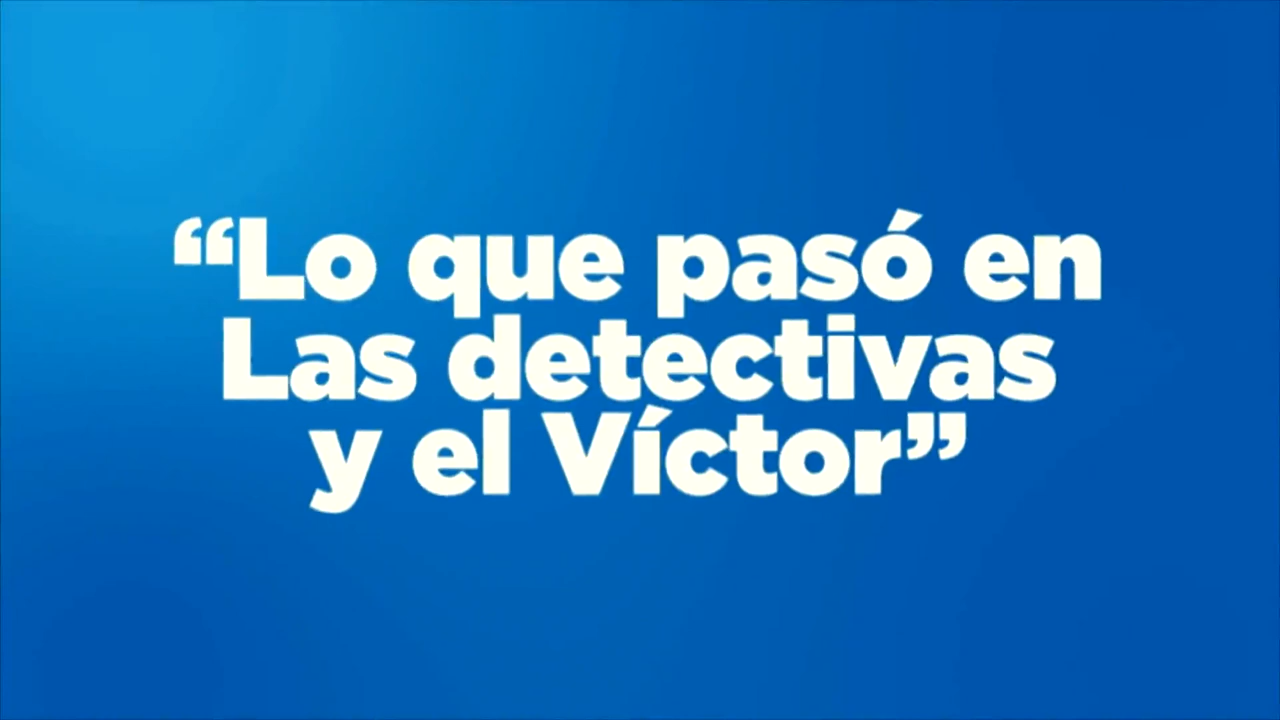 “Lo que pasó en
Las detectivas
y el Víctor”